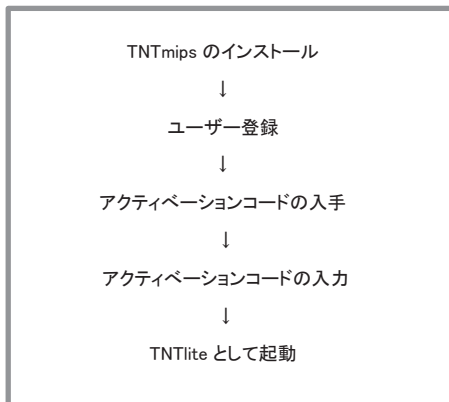 TNTmips のインストール
↓
ユーザー登録
↓
アクティベーションコードの入手
↓
アクティベーションコードの入力
↓
TNTlite として起動